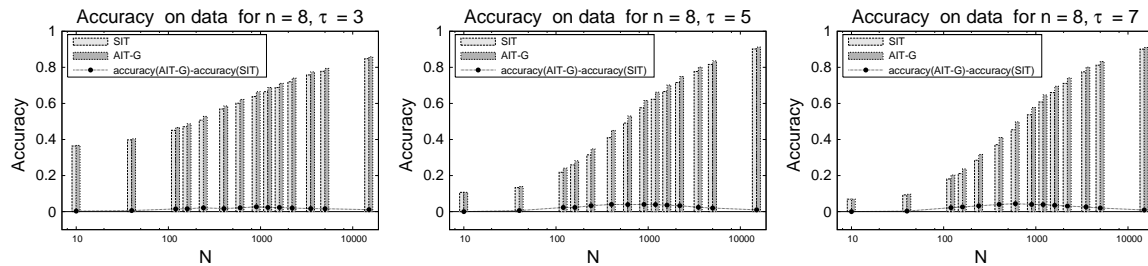 Accuracy on data for n = 8, τ = 3
1
0.8
0.6
0.4
0.2
0
Accuracy
SIT
AIT-G
accuracy(AIT-G)-accuracy(SIT)
10
100
1000
10000
N
Accuracy on data for n = 8, τ = 5
1
0.8
0.6
0.4
0.2
0
Accuracy
SIT
AIT-G
accuracy(AIT-G)-accuracy(SIT)
10
100
1000
10000
N
Accuracy on data for n = 8, τ = 7
1
0.8
0.6
0.4
0.2
0
Accuracy
SIT
AIT-G
accuracy(AIT-G)-accuracy(SIT)
10
100
1000
10000
N